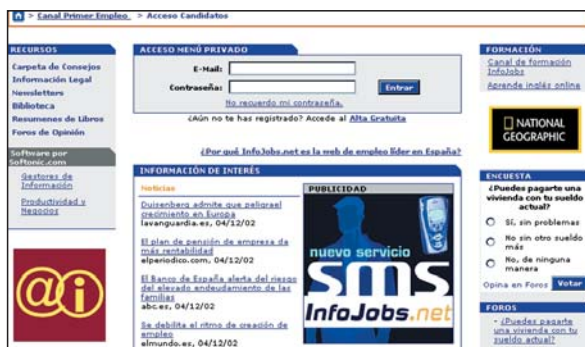 > Canal Primer Empleo > Acceso Candidatos
RECURSOS
Carpeta de Consejos
Información Legal
Newsletters
Biblioteca
Resumenes de Libros
Foros de Opinión
Software por
Softonic.com
Gestores de
Información
Productividad y
Negocios
@i
ACCESO MENÚ PRIVADO
E-Mail:
Contraseña:
Entrar
No recuerdo mi contraseña.
¿Aún no te has registrado? Accede al Alta Gratuita
¿Por qué InfoJobs.net es la web de empleo líder en España?
INFORMACIÓN DE INTERÉS
Noticias
Duisenberg admite que peligrael
crecimiento en Europa
lavanguardia.es, 04/12/02
El plan de pensión de empresa da
más rentabilidad
elperiodico.com, 04/12/02
El Banco de España alerta del riesgo
del elevado endeudamiento de las
familias
abc.es, 04/12/02
Se debilita el ritmo de creación de
empleo
elmundo.es, 04/12/02
PUBLICIDAD
nuevo servicio
sms
InfoJobs.net
FORMACIÓN
Canal de formación
InfoJobs
Aprende inglés online
NATIONAL
GEOGRAPHIC
ENCUESTA
¿Puedes pagarte una
vivienda con tu sueldo
actual?
Sí, sin problemas
No sin otro sueldo
más
No, de ninguna
manera
Opina en Foros Votar
FOROS
- ¿Puedes pagarte
una vivienda con tu
sueldo actual?